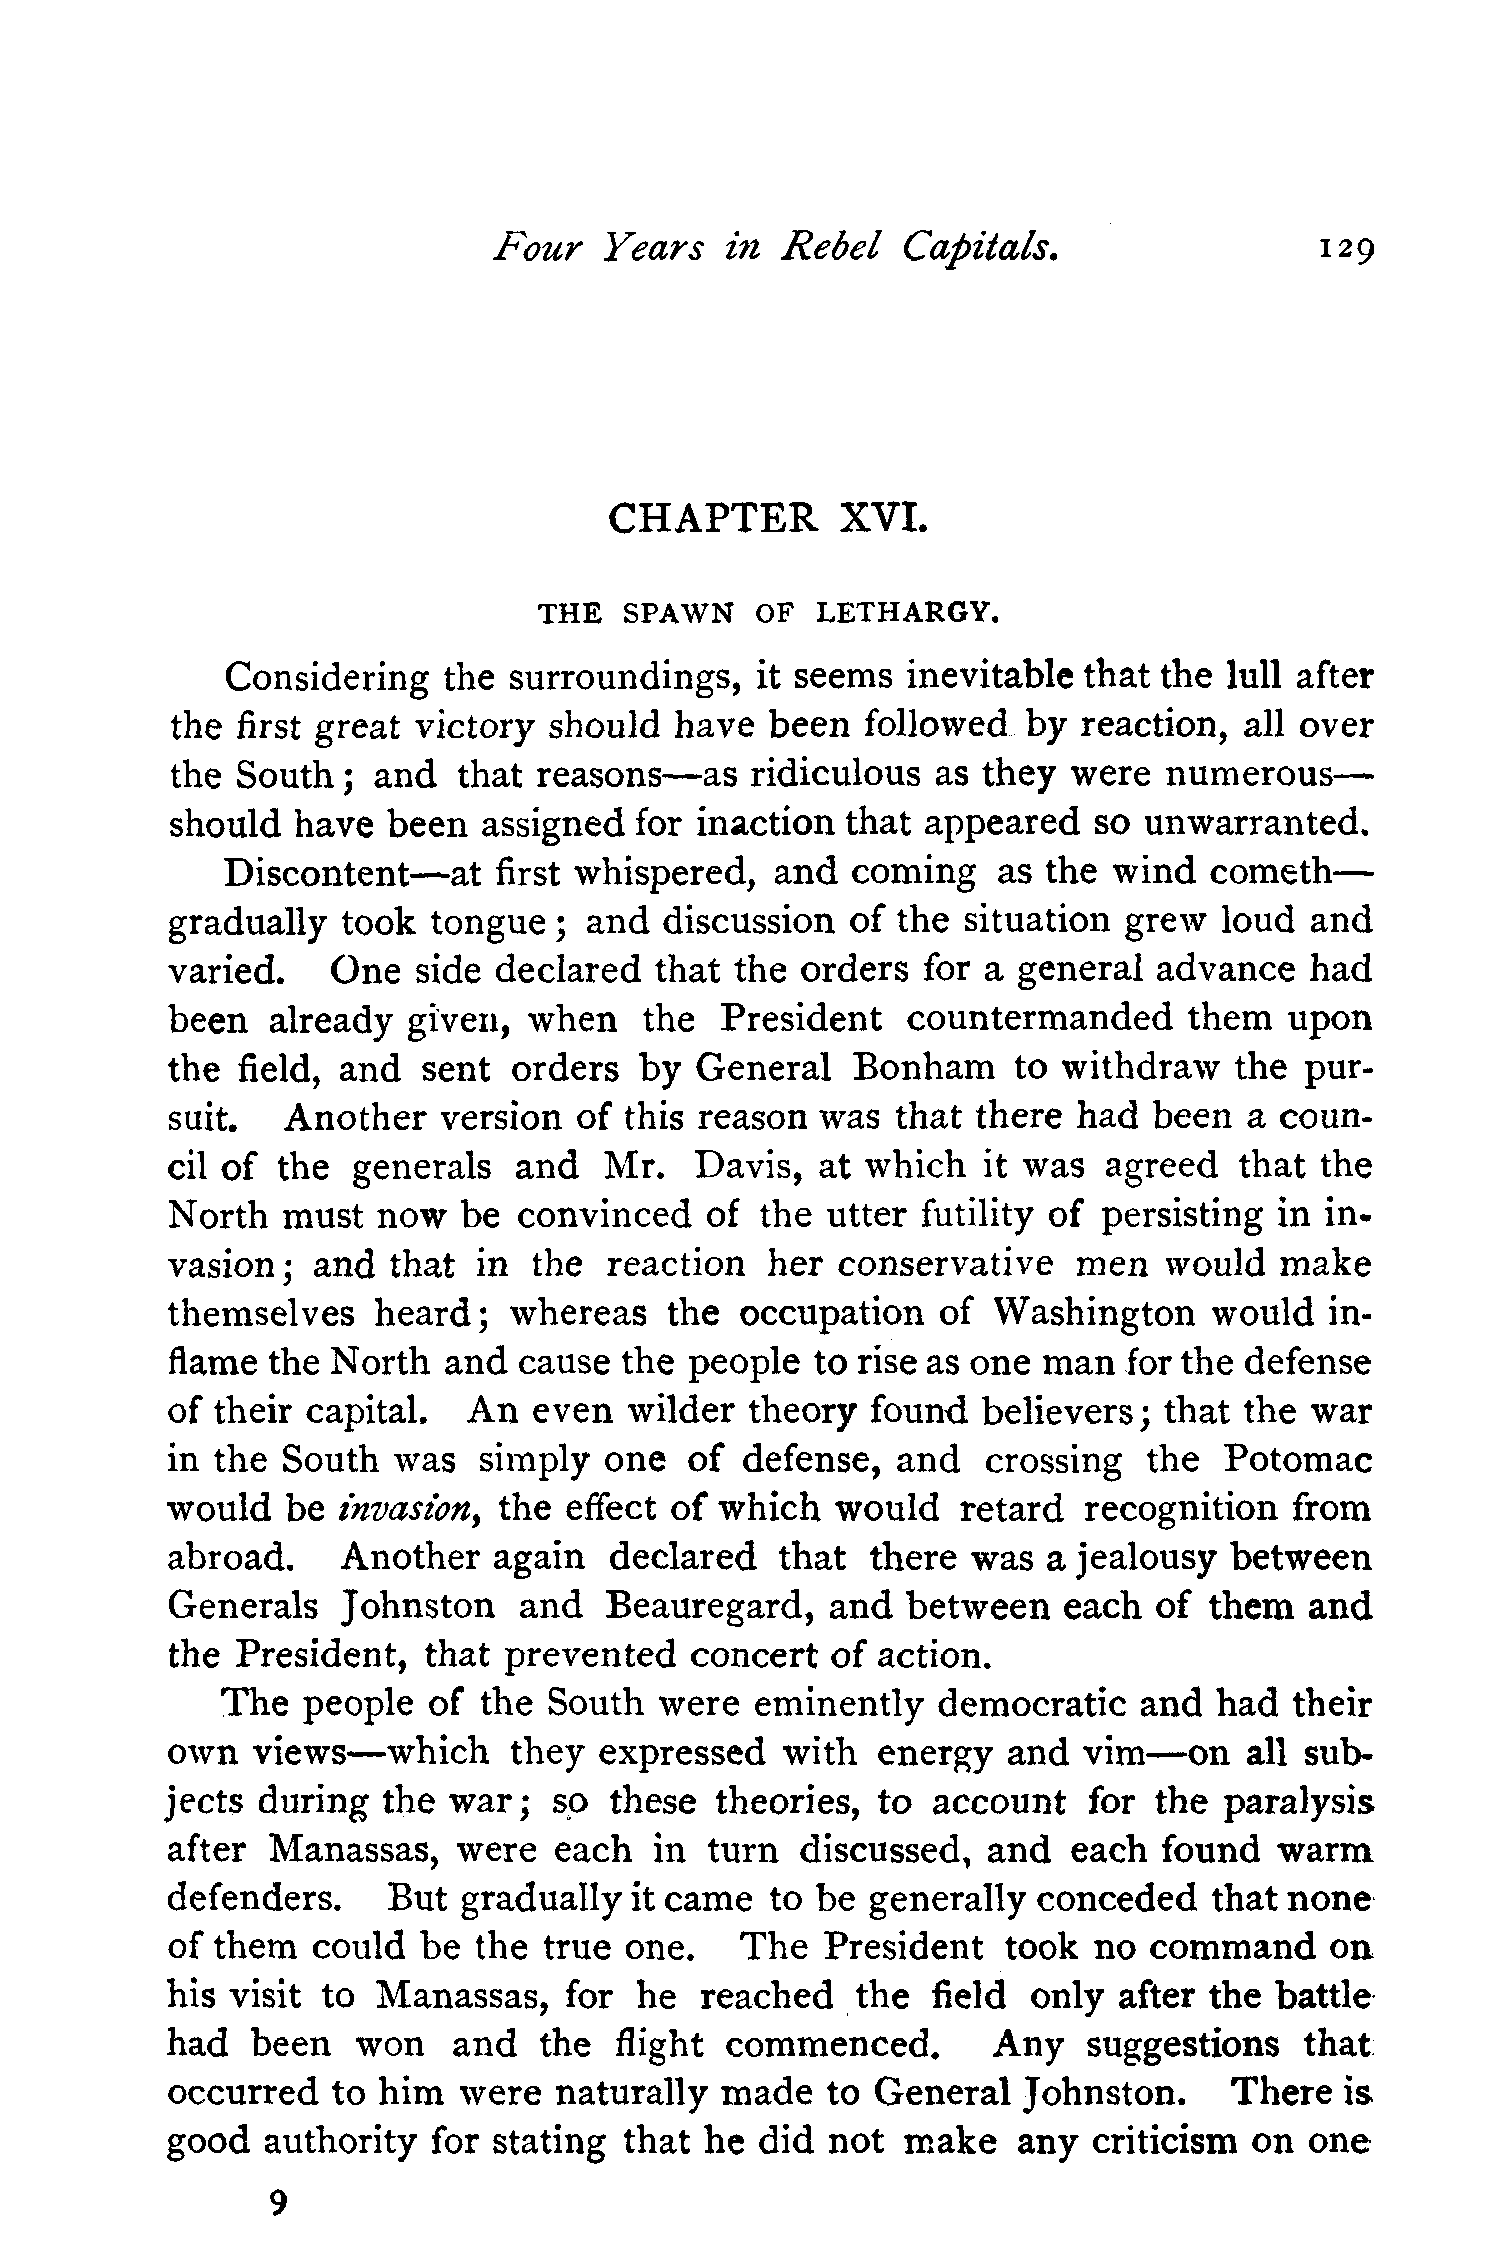 Four Years in Rebel Capitals. 129
CHAPTER XVI.
THE SPAWN OF LETHARGY.
Considering the surroundings, it seems inevitable that the lull after
the first great victory should have been followed by reaction, all over
the South; and that reasons—as ridiculous as they were numerous—
should have been assigned for inaction that appeared so unwarranted.
Discontent—at first whispered, and coming as the wind cometh—
gradually took tongue; and discussion of the situation grew loud and
varied. One side declared that the orders for a general advance had
been already given, when the President countermanded them upon
the field, and sent orders by General Bonham to withdraw the pur-
suit. Another version of this reason was that there had been a coun-
cil of the generals and Mr. Davis, at which it was agreed that the
North must now be convinced of the utter futility of persisting in in-
vasion; and that in the reaction her conservative men would make
themselves heard; whereas the occupation of Washington would in-
flame the North and cause the people to rise as one man for the defense
of their capital. An even wilder theory found believers; that the war
in the South was simply one of defense, and crossing the Potomac
would be invasion, the effect of which would retard recognition from
abroad. Another again declared that there was a jealousy between
Generals Johnston and Beauregard, and between each of them and
the President, that prevented concert of action.
The people of the South were eminently democratic and had their
own views—which they expressed with energy and vim—on all sub-
jects during the war; so these theories, to account for the paralysis
after Manassas, were each in turn discussed, and each found warm
defenders. But gradually it came to be generally conceded that none
of them could be the true one. The President took no command on
his visit to Manassas, for he reached the field only after the battle
had been won and the flight commenced. Any suggestions that
occurred to him were naturally made to General Johnston. There is
good authority for stating that he did not make any criticism on one
9